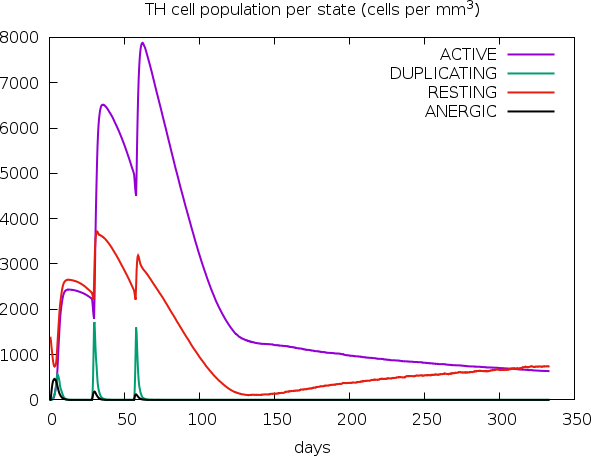 TH cell population per state (cells per mm³)
8000
7000
6000
5000
4000
3000
2000
1000
0
ACTIVE
DUPLICATING
RESTING
ANERGIC
0 50 100 150 200 250 300 350
days